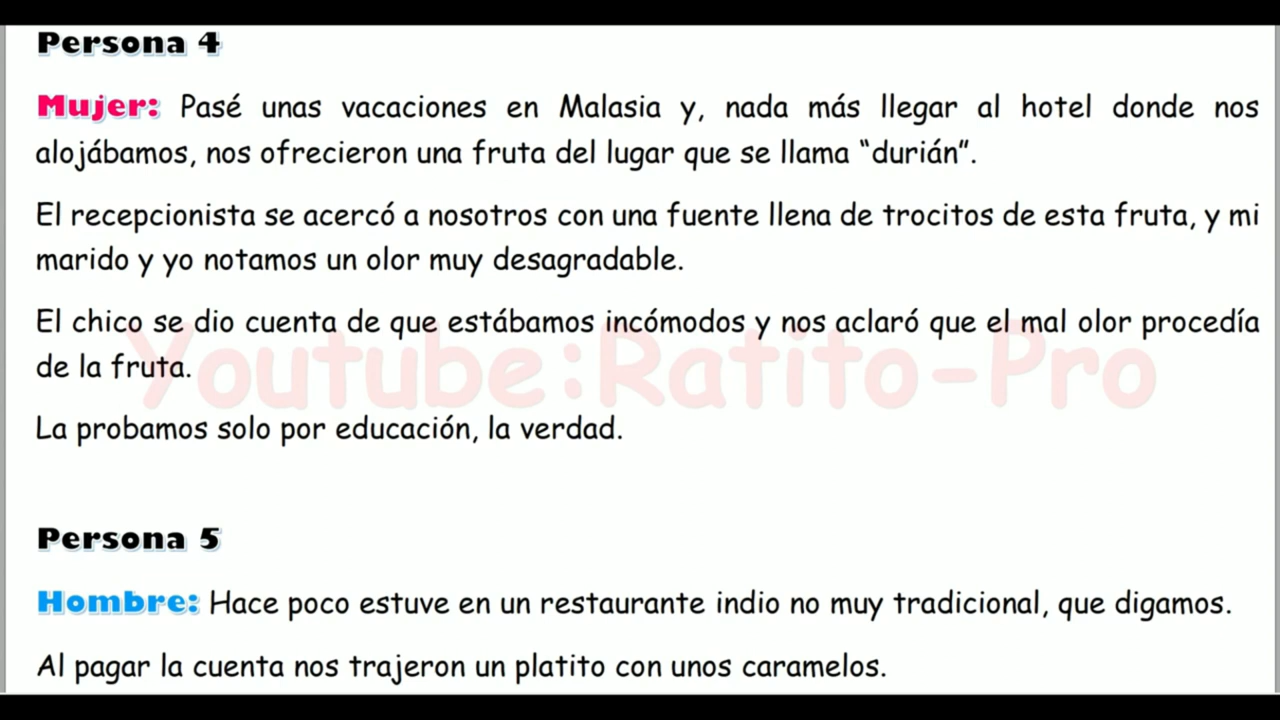 Persona 4
Mujer: Pasé unas vacaciones en Malasia y, nada más llegar al hotel donde nos
alojábamos, nos ofrecieron una fruta del lugar que se llama “durián”.
El recepcionista se acercó a nosotros con una fuente llena de trocitos de esta fruta, y mi
marido y yo notamos un olor muy desagradable.
El chico se dio cuenta de que estábamos incómodos y nos aclaró que el mal olor procedía
de la fruta.
Youtube:Ratito-Pro
La probamos solo por educación, la verdad.
Persona 5
Hombre: Hace poco estuve en un restaurante indio no muy tradicional, que digamos.
Al pagar la cuenta nos trajeron un platito con unos caramelos.